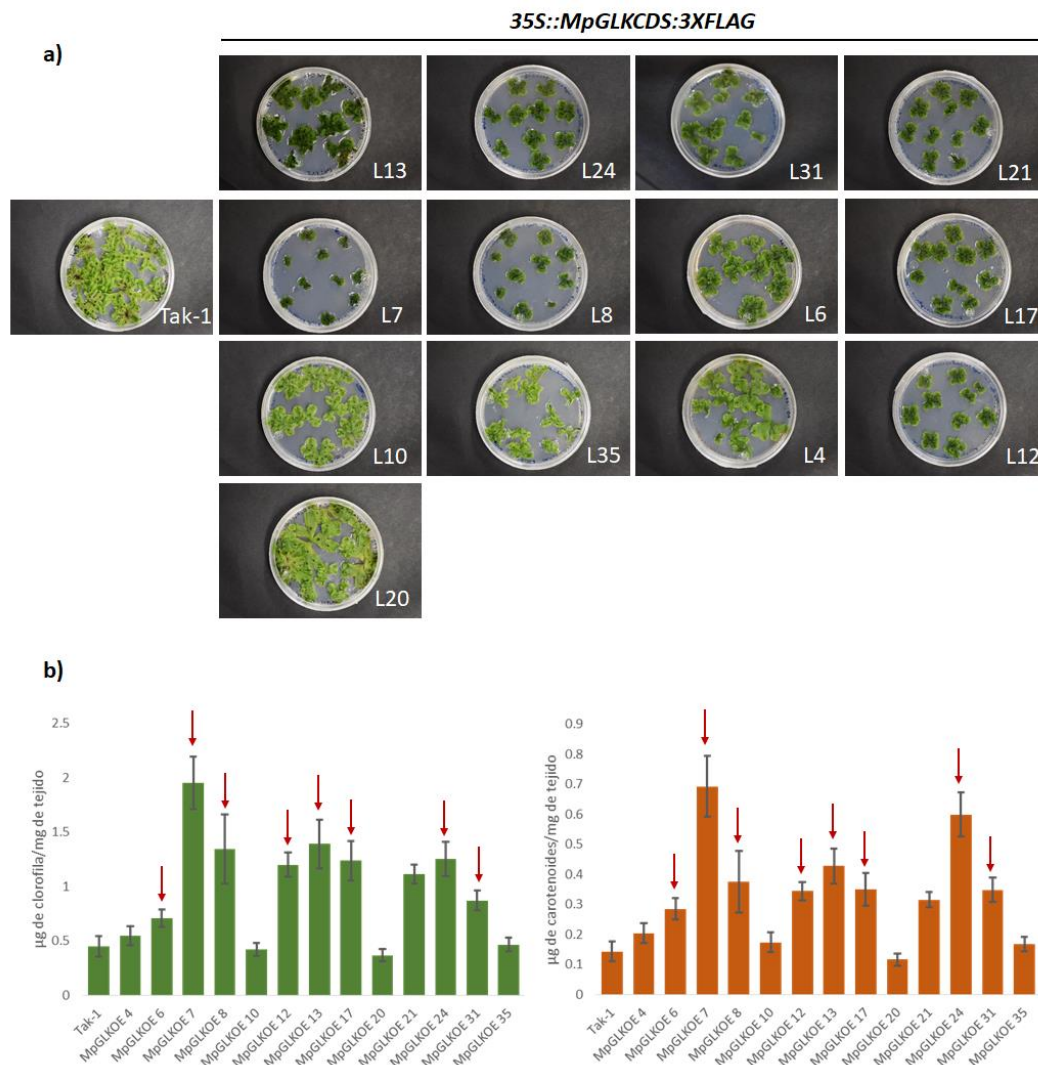 35S::MpGLKCDS:3XFLAG
a)
L13
L24
L31
L21
Tak-1
L7
L8
L6
L17
L10
L35
L4
L12
L20
b)
µg de clorofila/mg de tejido
2.5
2
1.5
1
0.5
0
Tak-1
MpGLKOE 4
MpGLKOE 6
MpGLKOE 7
MpGLKOE 8
MpGLKOE 10
MpGLKOE 12
MpGLKOE 13
MpGLKOE 17
MpGLKOE 20
MpGLKOE 21
MpGLKOE 24
MpGLKOE 31
MpGLKOE 35
µg de carotenoides/mg de tejido
0.9
0.8
0.7
0.6
0.5
0.4
0.3
0.2
0.1
0
Tak-1
MpGLKOE 4
MpGLKOE 6
MpGLKOE 7
MpGLKOE 8
MpGLKOE 10
MpGLKOE 12
MpGLKOE 13
MpGLKOE 17
MpGLKOE 20
MpGLKOE 21
MpGLKOE 24
MpGLKOE 31
MpGLKOE 35